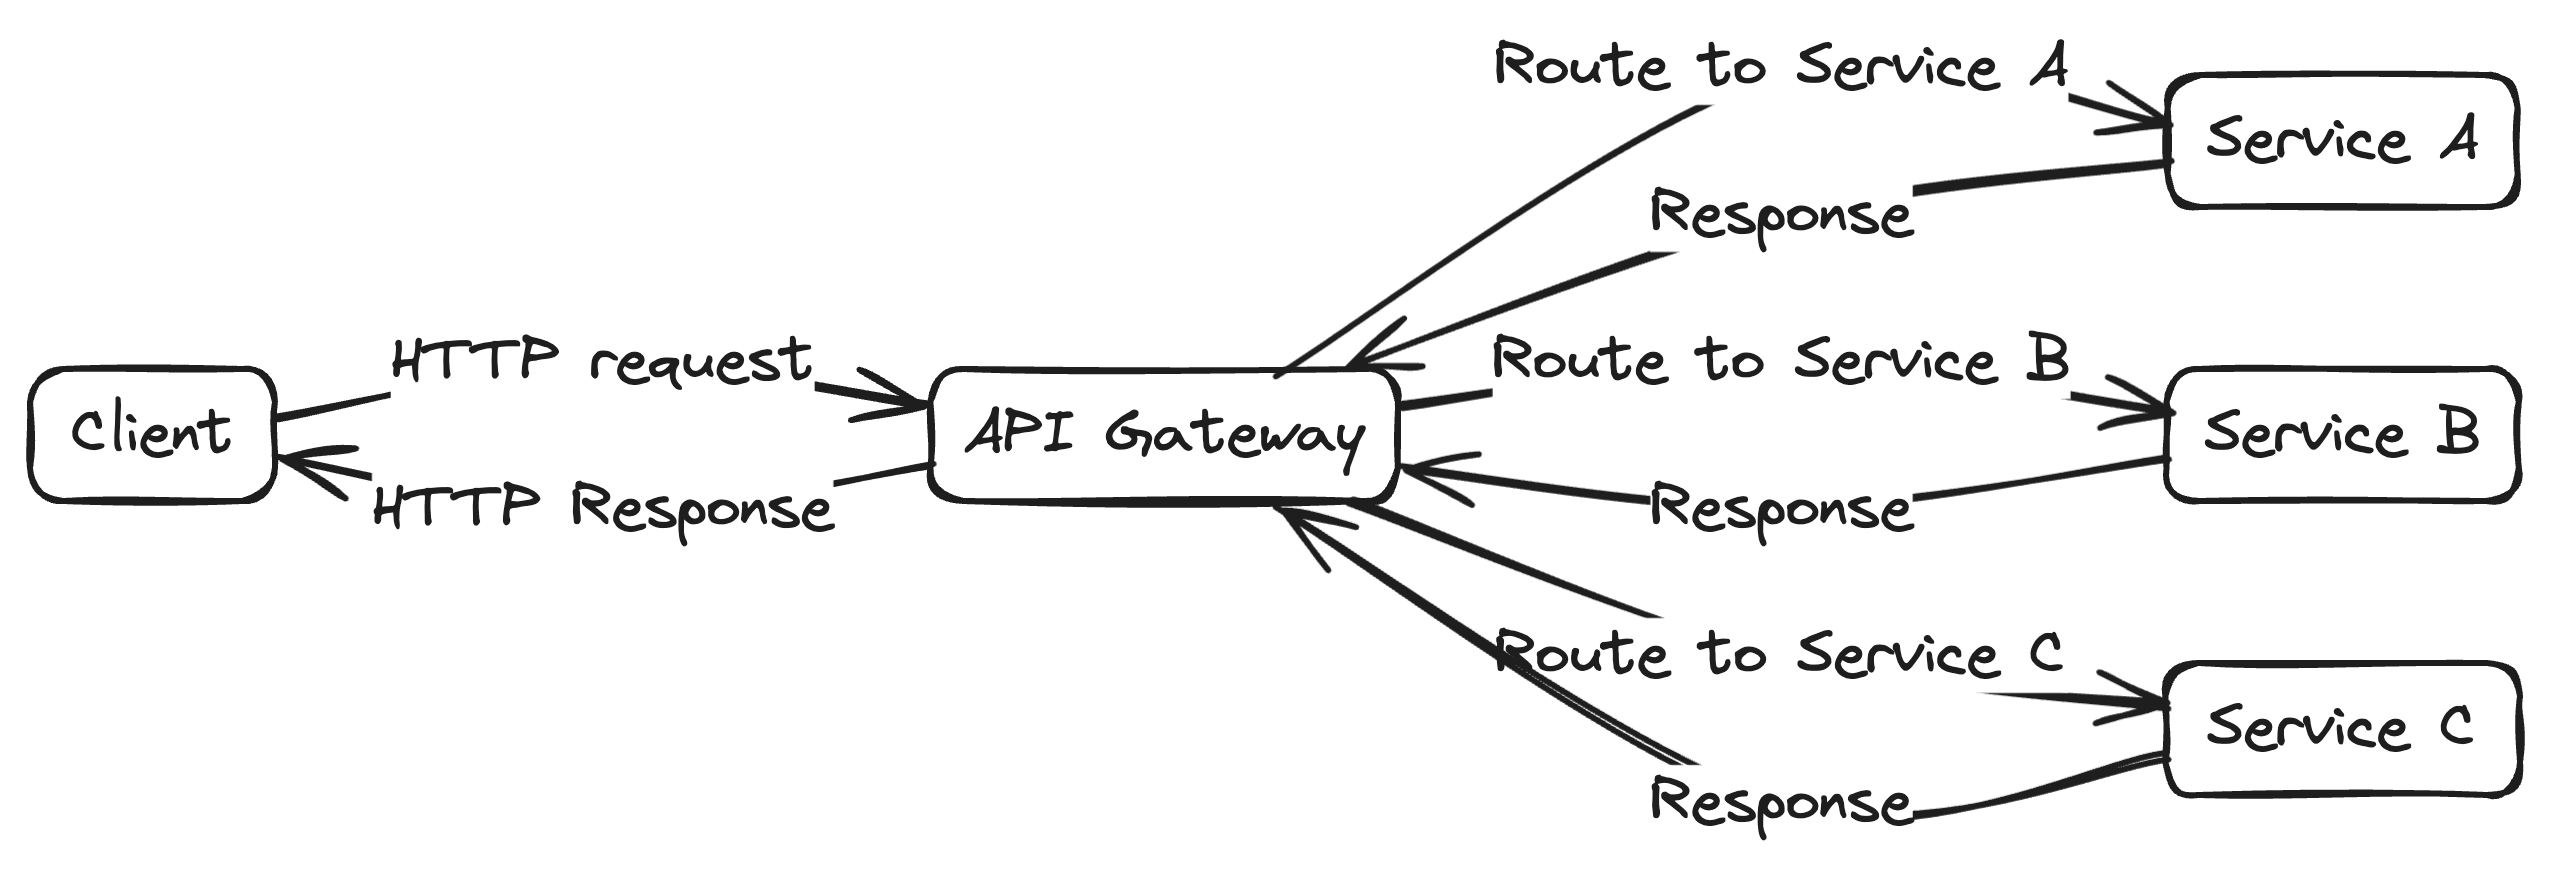 Route to Service A
Service A
Response
HTTP request
Route to Service B
Client
API Gateway
Service B
HTTP Response
Response
Route to Service C
Service C
Response